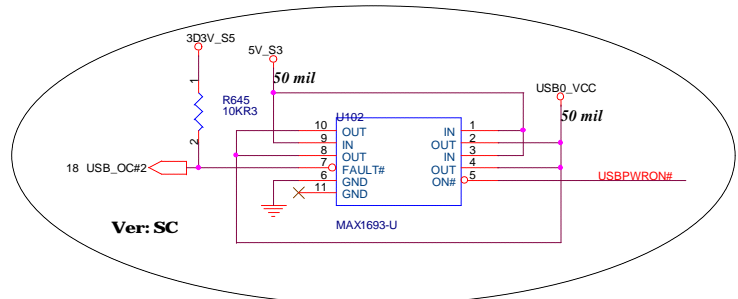 3D3V_S5
5V_S3
50 mil
USB0_VCC
50 mil
1
R645
10KR3
2
U102
10 OUT IN 1
9 IN OUT 2
8 OUT IN 3
7 FAULT# OUT 4
6 GND ON# 5
11 GND
18 USB_OC#2
USBPWRON#
Ver: SC
MAX1693-U